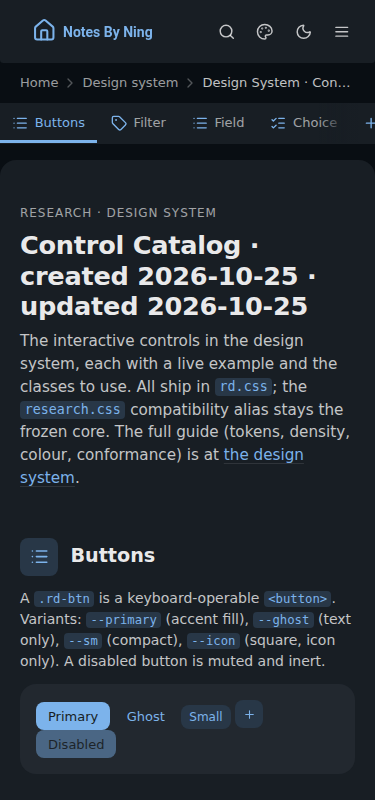 Notes By Ning
Home > Design system > Design System · Con...
Buttons Filter Field Choice
RESEARCH · DESIGN SYSTEM
Control Catalog ·
created 2026-10-25 ·
updated 2026-10-25
The interactive controls in the design
system, each with a live example and the
classes to use. All ship in rd.css; the
research.css compatibility alias stays the
frozen core. The full guide (tokens, density,
colour, conformance) is at the design
system.
Buttons
A .rd-btn is a keyboard-operable <button>.
Variants: --primary (accent fill), --ghost (text
only), --sm (compact), --icon (square, icon
only). A disabled button is muted and inert.
Primary Ghost Small +
Disabled